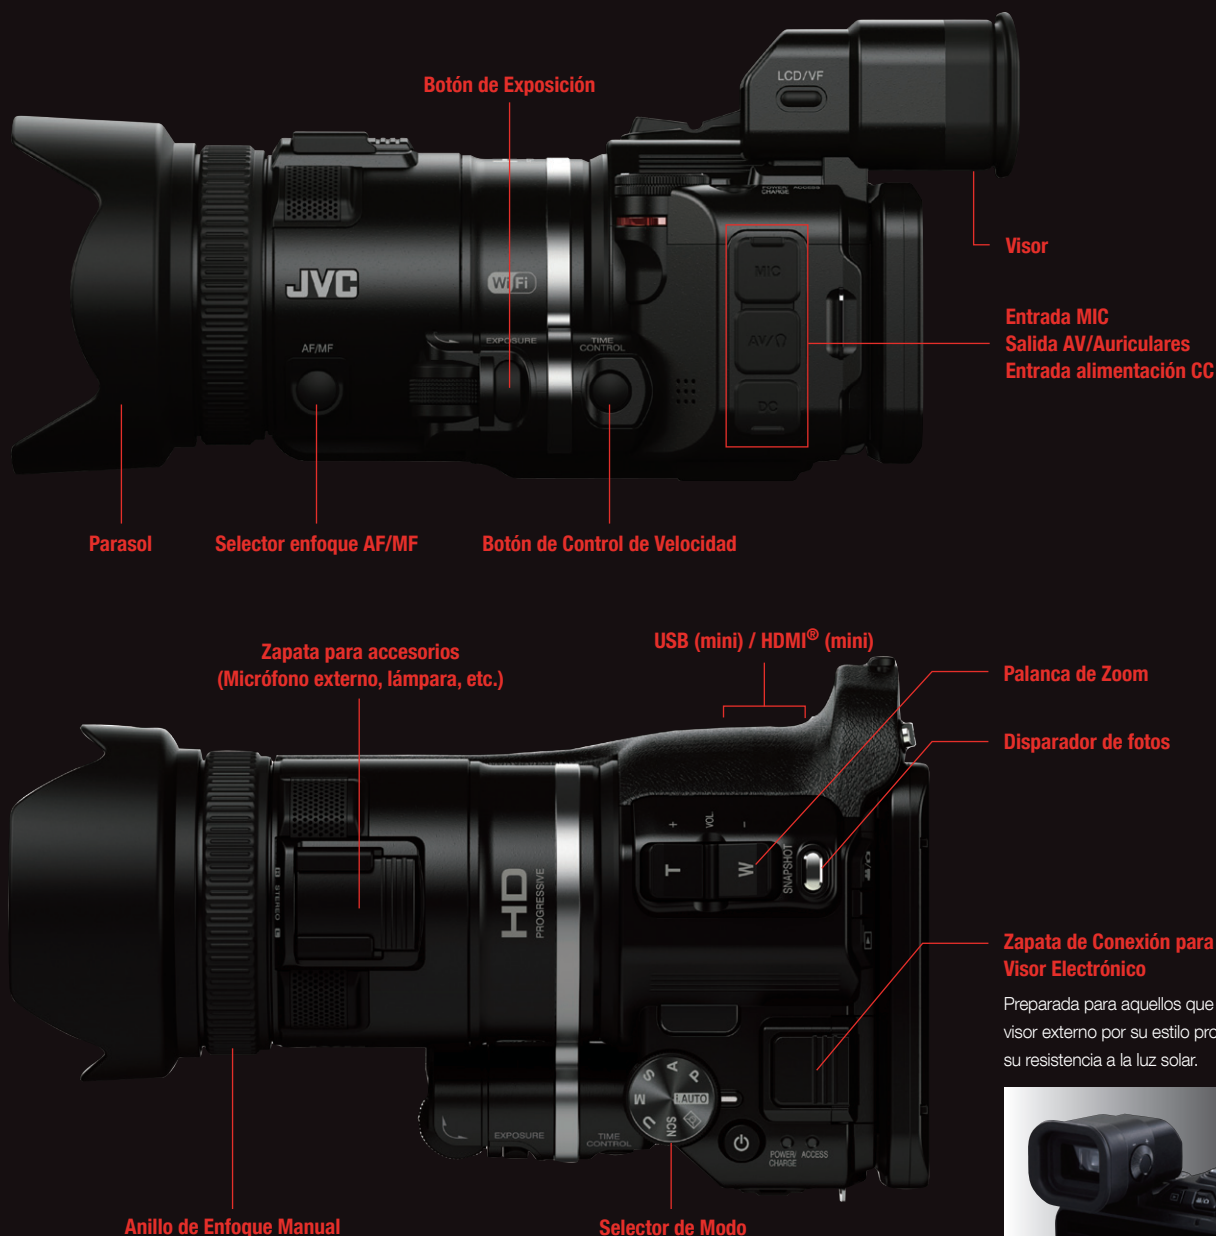 LCD/VF
Botón de Exposición
POWER/ ACCESS
CHARGE
Visor
MIC
JVC
Wi Fi
Entrada MIC
Salida AV/Auriculares
Entrada alimentación CC
AV/Ω
EXPOSURE
TIME
CONTROL
AF/MF
DC
Parasol
Selector enfoque AF/MF
Botón de Control de Velocidad
USB (mini) / HDMI® (mini)
Zapata para accesorios
(Micrófono externo, lámpara, etc.)
Palanca de Zoom
Disparador de fotos
+ VOL -
T
W
SNAPSHOT
HD
PROGRESSIVE
R STEREO L
Zapata de Conexión para
Visor Electrónico
Preparada para aquellos que
visor externo por su estilo
su resistencia a la luz solar.
U M S A P i.AUTO SCN
EXPOSURE
TIME
CONTROL
POWER/ ACCESS
CHARGE
Anillo de Enfoque Manual
Selector de Modo